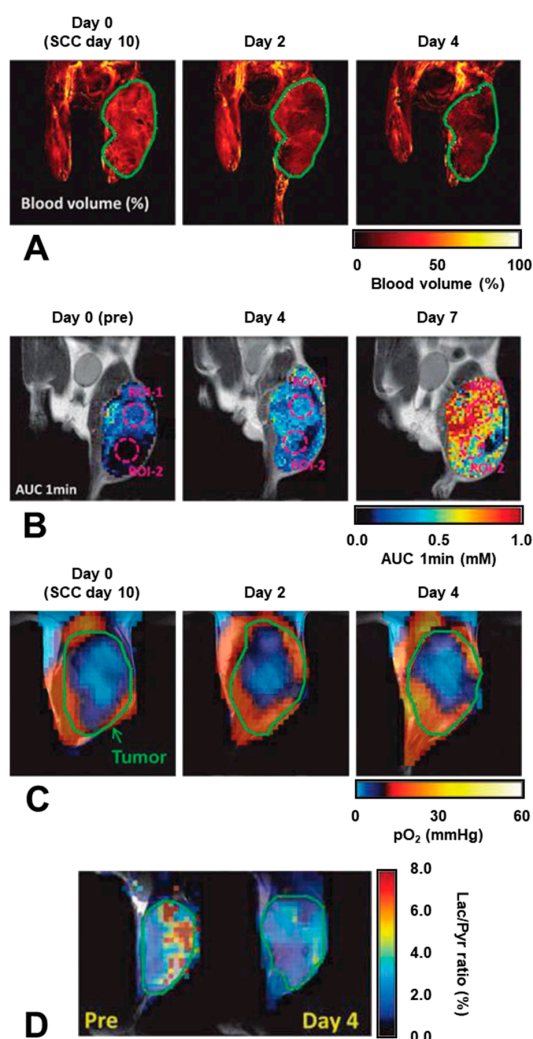 Day 0
(SCC day 10)
Day 2
Day 4
Blood volume (%)
A
0 50 100
Blood volume (%)
Day 0 (pre)
Day 4
Day 7
ROI-1
ROI-2
ROI-1
ROI-2
ROI-2
AUC 1min
B
0.0 0.5 1.0
AUC 1min (mM)
Day 0
(SCC day 10)
Day 2
Day 4
Tumor
C
0 30 60
pO₂ (mmHg)
8.0
6.0
4.0
2.0
0.0
Lac/Pyr ratio (%)
Pre
Day 4
D